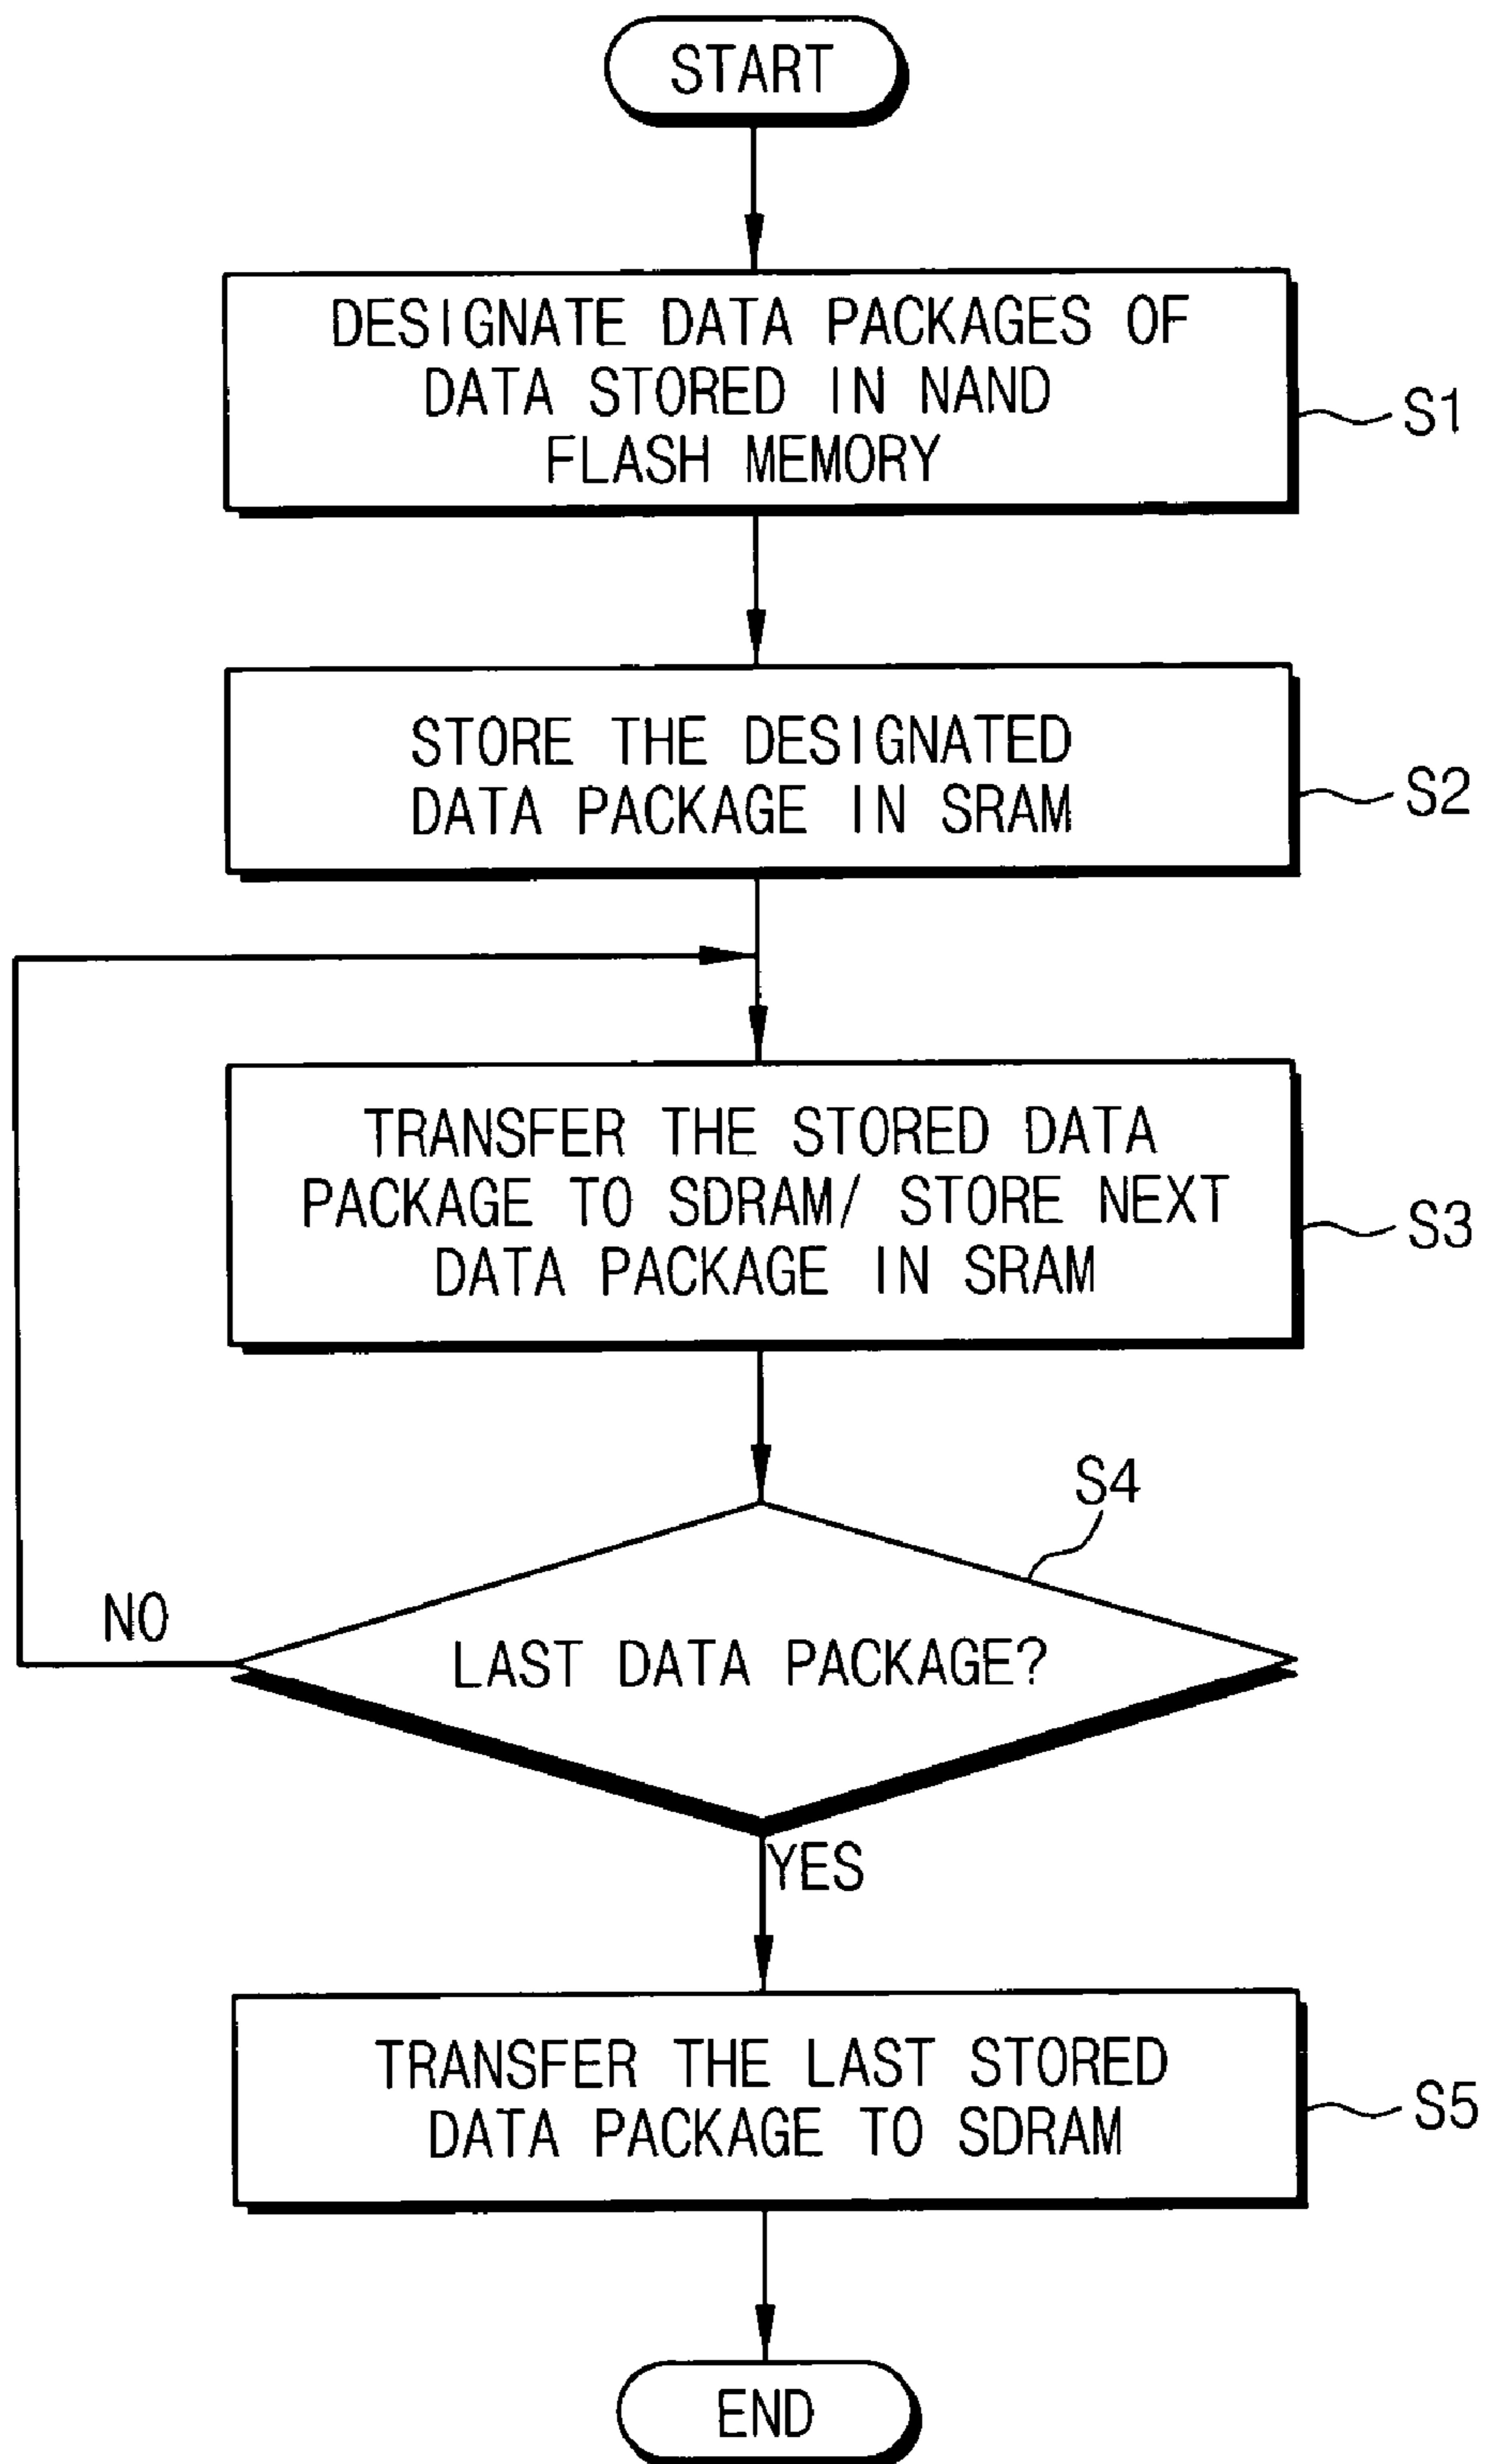 START
DESIGNATE DATA PACKAGES OF
DATA STORED IN NAND
FLASH MEMORY
S1
STORE THE DESIGNATED
DATA PACKAGE IN SRAM
S2
TRANSFER THE STORED DATA
PACKAGE TO SDRAM/ STORE NEXT
DATA PACKAGE IN SRAM
S3
S4
NO
LAST DATA PACKAGE?
YES
TRANSFER THE LAST STORED
DATA PACKAGE TO SDRAM
S5
END